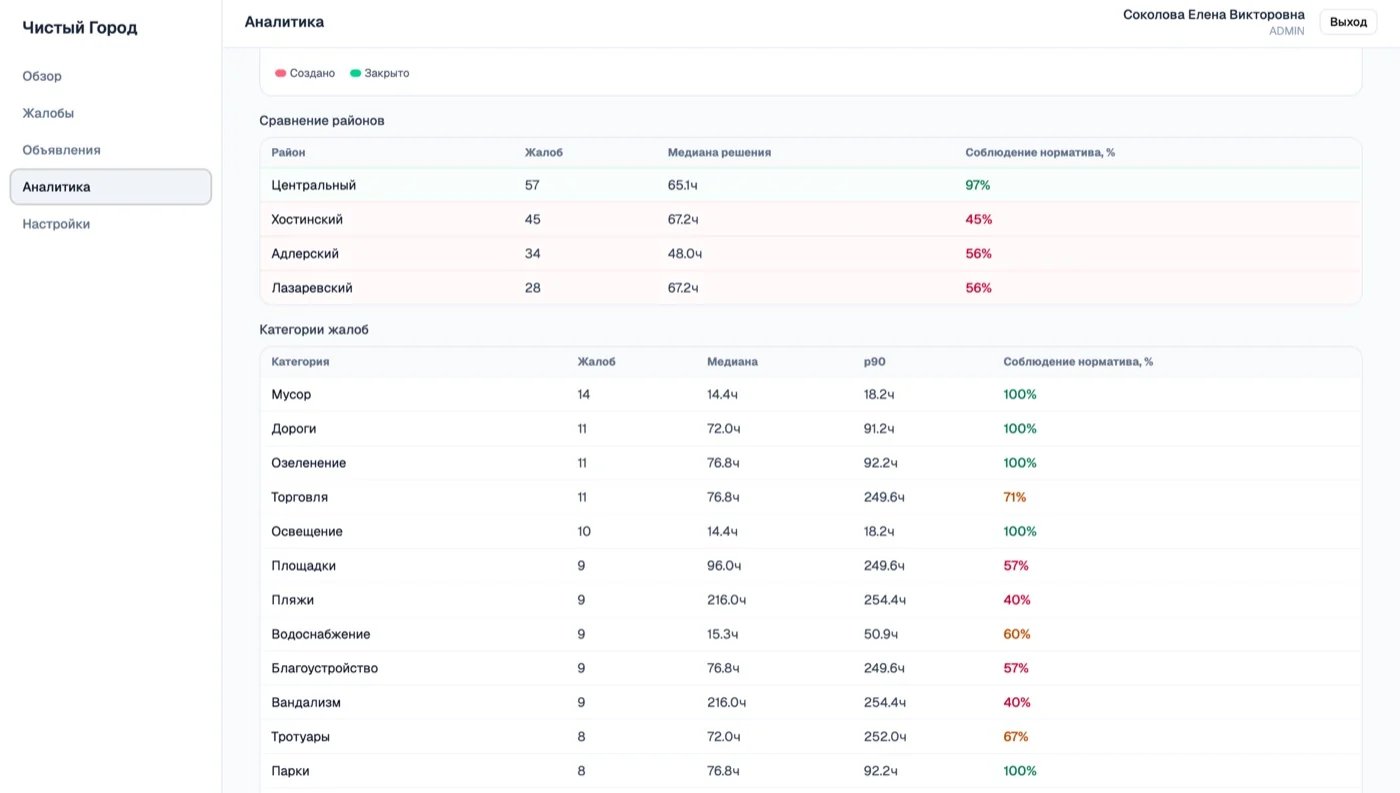 Чистый Город
Обзор
Жалобы
Объявления
Аналитика
Настройки
Аналитика
Соколова Елена Викторовна
ADMIN
Выход
Создано Закрыто
Сравнение районов
Район Жалоб Медиана решения Соблюдение норматива, %
Центральный 57 65.1ч 97%
Хостинский 45 67.2ч 45%
Адлерский 34 48.0ч 56%
Лазаревский 28 67.2ч 56%
Категории жалоб
Категория Жалоб Медиана p90 Соблюдение норматива, %
Мусор 14 14.4ч 18.2ч 100%
Дороги 11 72.0ч 91.2ч 100%
Озеленение 11 76.8ч 92.2ч 100%
Торговля 11 76.8ч 249.6ч 71%
Освещение 10 14.4ч 18.2ч 100%
Площадки 9 96.0ч 249.6ч 57%
Пляжи 9 216.0ч 254.4ч 40%
Водоснабжение 9 15.3ч 50.9ч 60%
Благоустройство 9 76.8ч 249.6ч 57%
Вандализм 9 216.0ч 254.4ч 40%
Тротуары 8 72.0ч 252.0ч 67%
Парки 8 76.8ч 92.2ч 100%